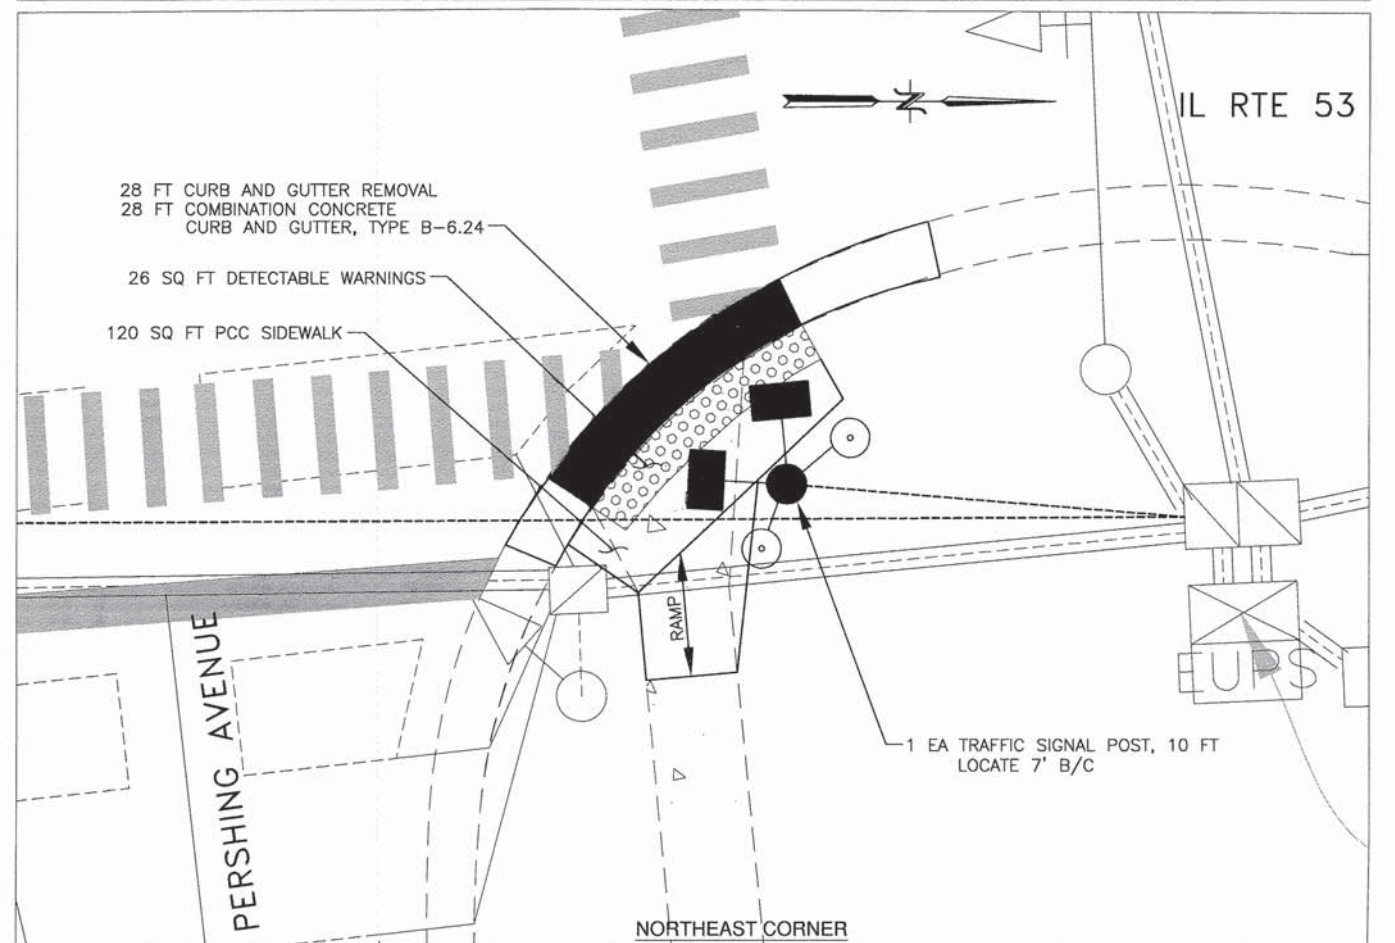 IL RTE 53
28 FT CURB AND GUTTER REMOVAL
28 FT COMBINATION CONCRETE
CURB AND GUTTER, TYPE B-6.24
26 SQ FT DETECTABLE WARNINGS
120 SQ FT PCC SIDEWALK
RAMP
PERSHING AVENUE
EUPS
1 EA TRAFFIC SIGNAL POST, 10 FT
LOCATE 7' B/C
NORTHEAST CORNER